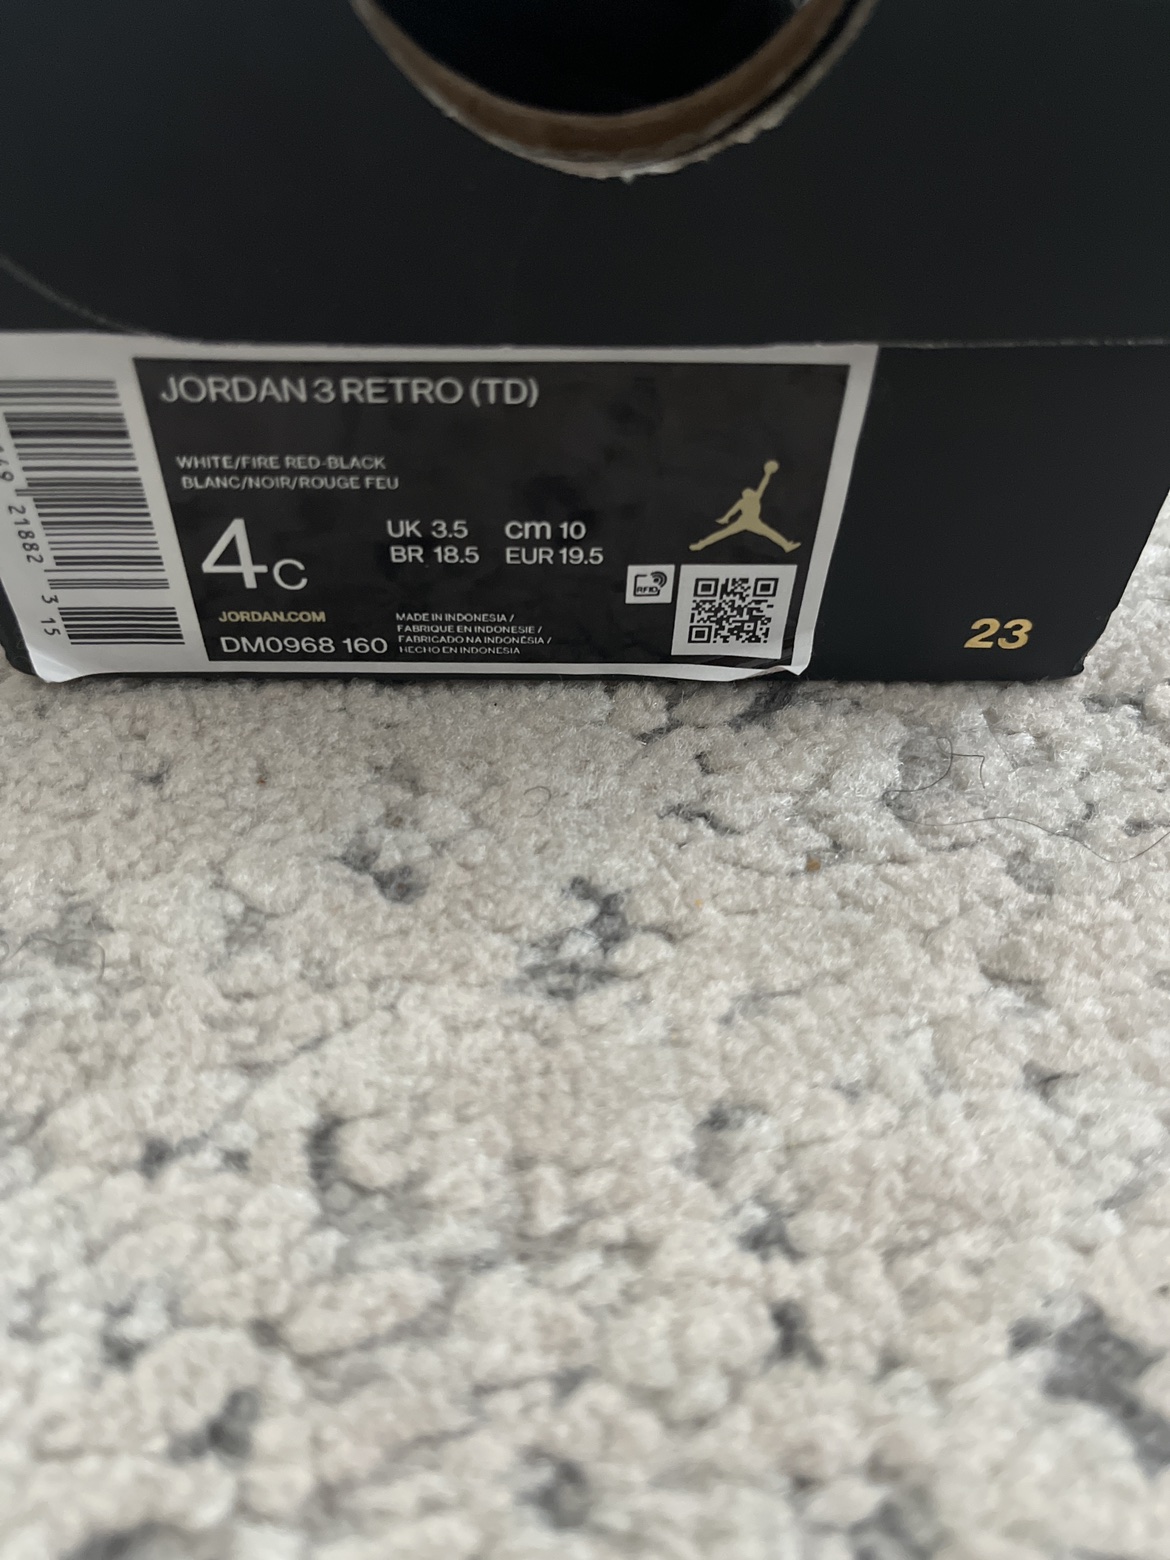 JORDAN 3 RETRO (TD)
WHITE/FIRE RED-BLACK
BLANC/NOIR/ROUGE FEU
4C
UK 3.5 cm 10
BR 18.5 EUR 19.5
RFID
JORDAN.COM
DM0968 160
MADE IN INDONESIA /
FABRIQUE EN INDONESIE /
FABRICADO NA INDONÉSIA /
HECHO EN INDONESIA
21882 315
23